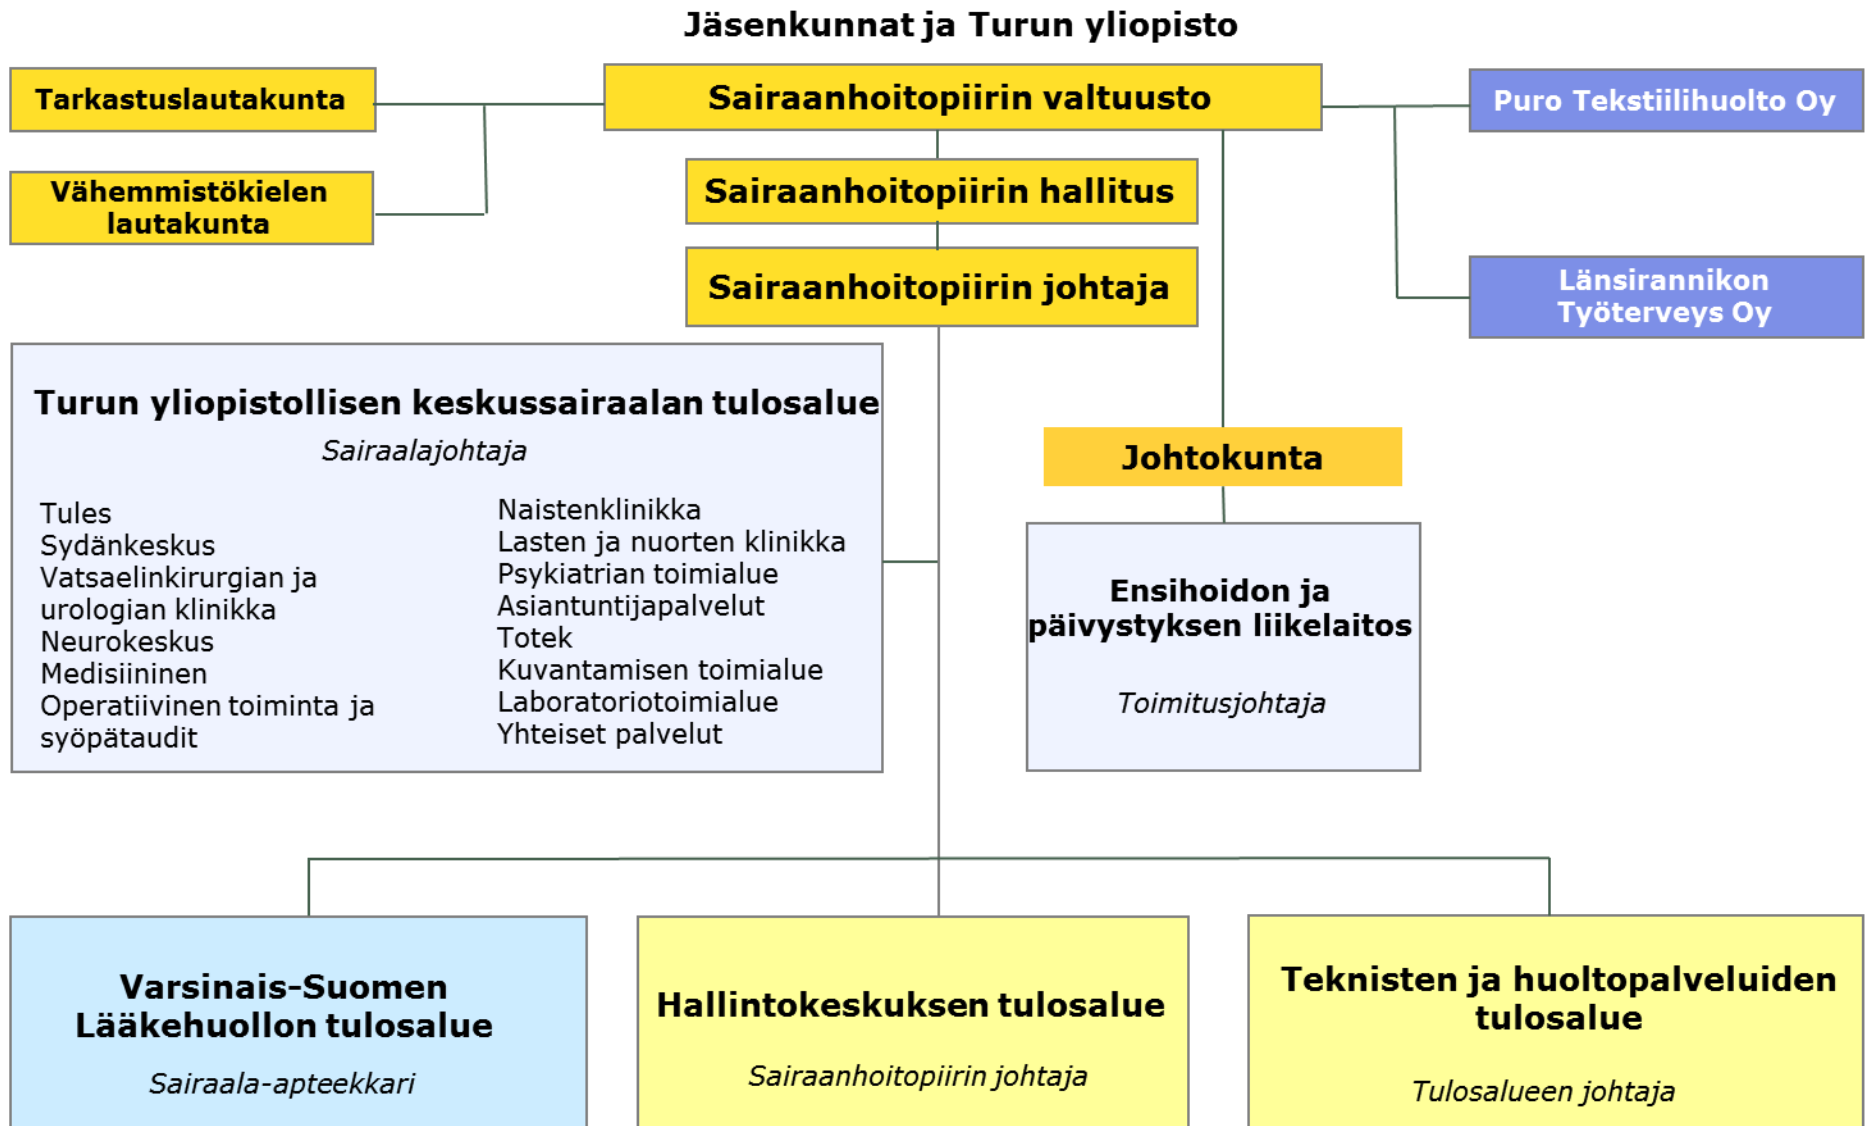 Jäsenkunnat ja Turun yliopisto
Tarkastuslautakunta
Sairaanhoitopiirin valtuusto
Puro Tekstiilihuolto Oy
Vähemmistökielen
lautakunta
Sairaanhoitopiirin hallitus
Sairaanhoitopiirin johtaja
Länsirannikon
Työterveys Oy
Turun yliopistollisen keskussairaalan tulosalue
Sairaalajohtaja
Tules
Sydänkeskus
Vatsaelinkirurgian ja
urologian klinikka
Neurokeskus
Medisiininen
Operatiivinen toiminta ja
syöpätaudit
Naistenklinikka
Lasten ja nuorten klinikka
Psykiatrian toimialue
Asiantuntijapalvelut
Totek
Kuvantamisen toimialue
Laboratoriotoimialue
Yhteiset palvelut
Johtokunta
Ensihoidon ja
päivystyksen liikelaitos
Toimitusjohtaja
Varsinais-Suomen
Lääkehuollon tulosalue
Sairaala-apteekkari
Hallintokeskuksen tulosalue
Sairaanhoitopiirin johtaja
Teknisten ja huoltopalveluiden
tulosalue
Tulosalueen johtaja